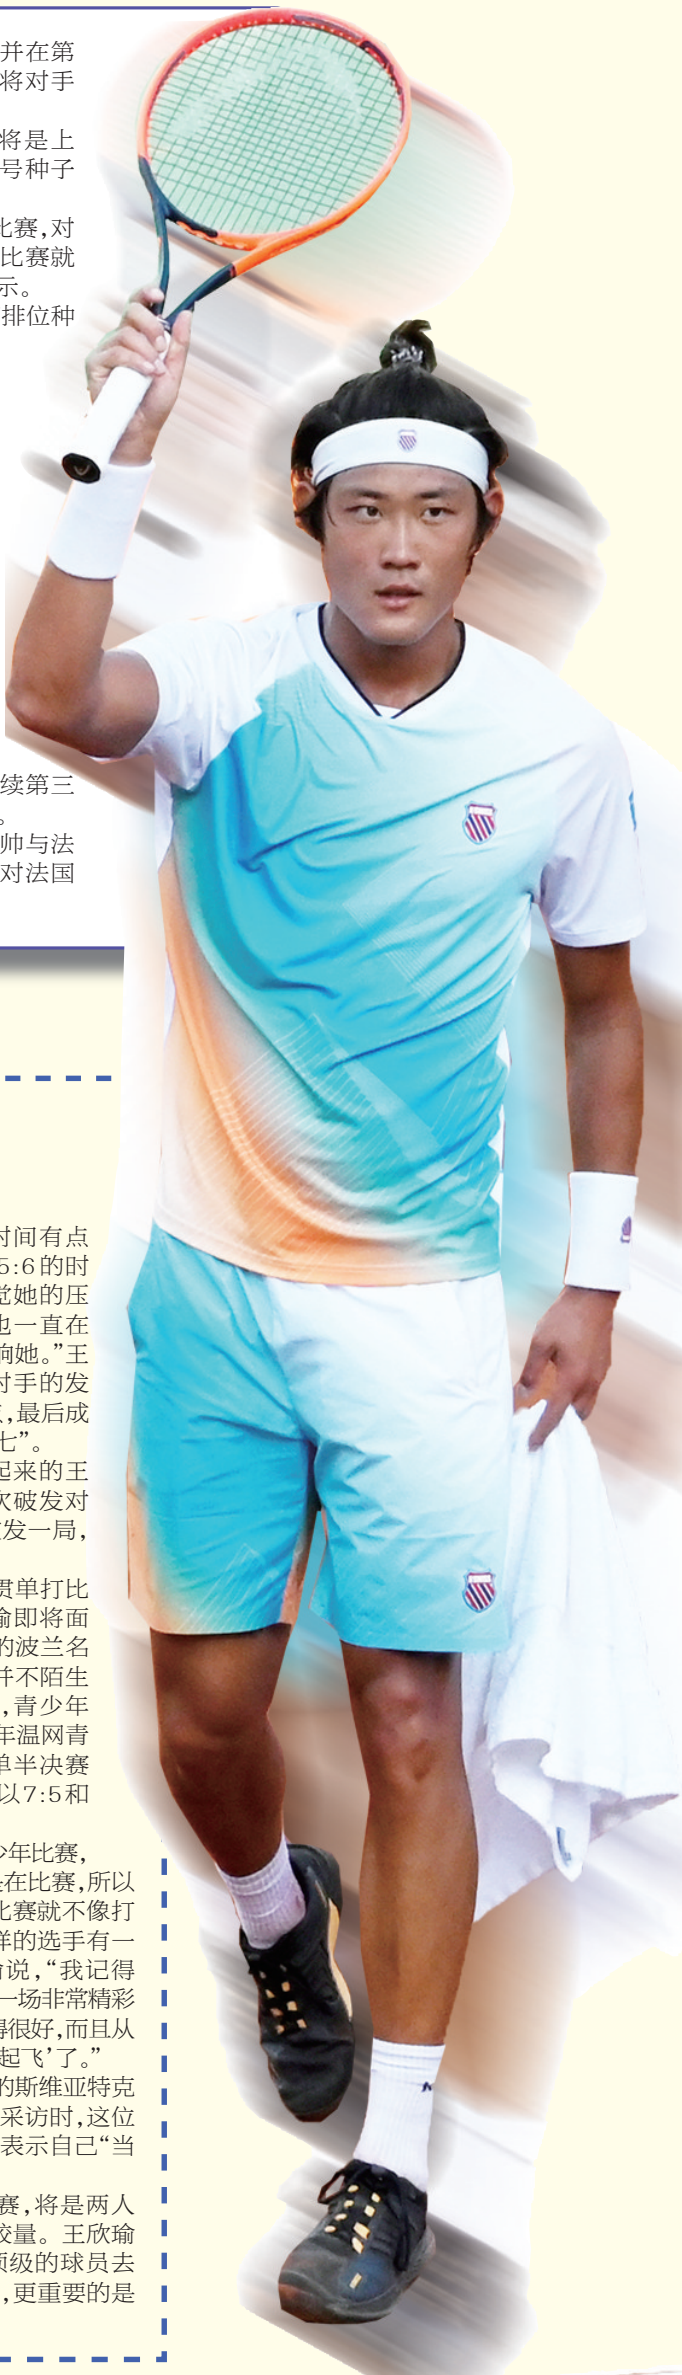 并在第
将对手
将是上
号种子
比赛,对
比赛就
示。
排位种
续第三
。
帅与法
对法国
时间有点
5:6的时
觉她的压
也一直在
响她。”王
对手的发
,最后成
七”。
起来的王
次破发对
发一局,
贯单打比
瑜即将面
的波兰名
并不陌生
,青少年
年温网青
单半决赛
以7:5和
少年比赛,
是在比赛,所以
比赛就不像打
样的选手有一
说,“我记得
一场非常精彩
得很好,而且从
起飞’了。”
的斯维亚特克
采访时,这位
表示自己“当
赛,将是两人
较量。王欣瑜
顶级的球员去
,更重要的是